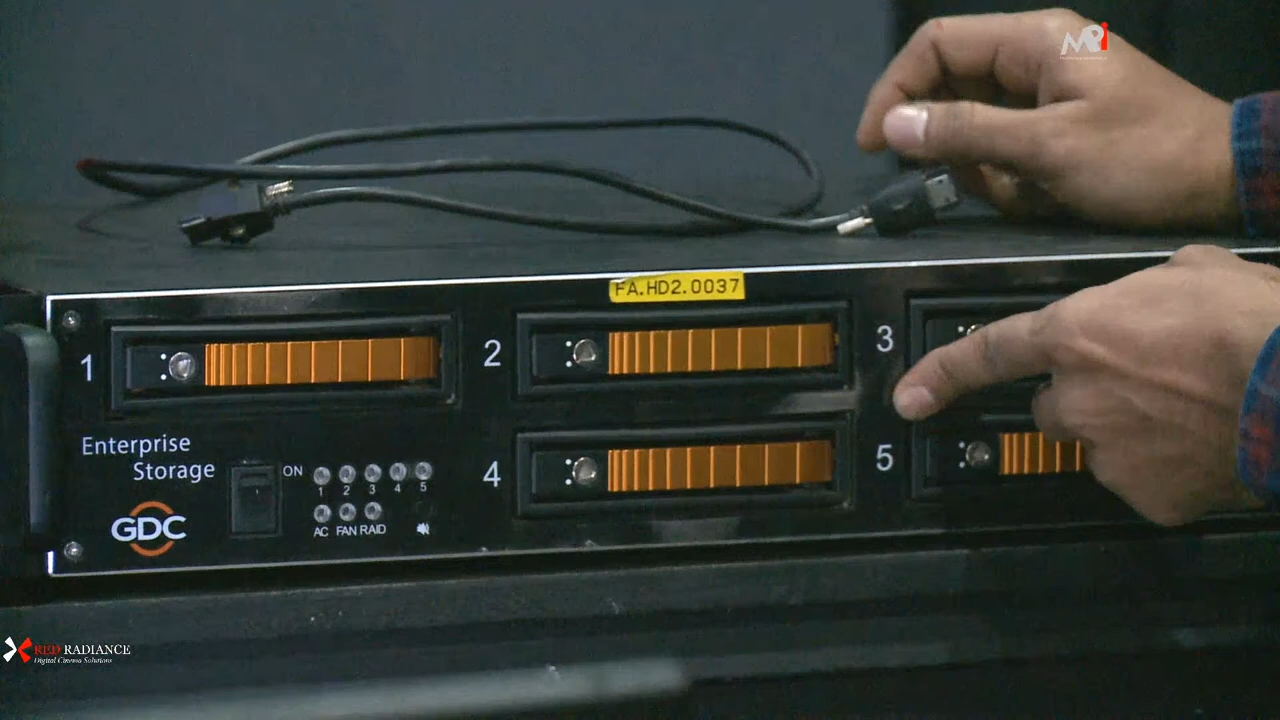 MRi
FA.HD2.0037
1
2
3
4
5
Enterprise
Storage
ON
1 2 3 4 5
AC FAN RAID
GDC
RED RADIANCE
Digital Cinema Solutions